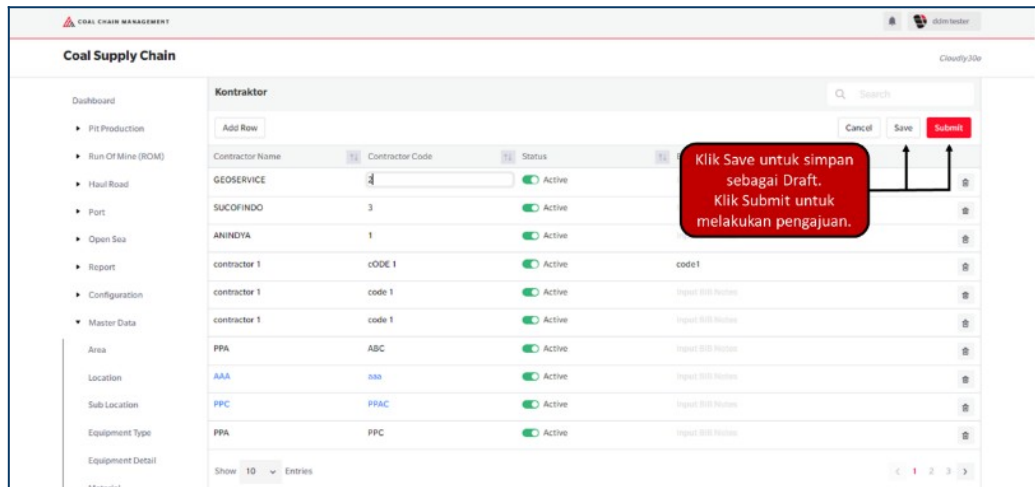 COAL CHAIN MANAGEMENT
ddm tester
Coal Supply Chain
Cloudly30e
Dashboard
Pit Production
Run Of Mine (ROM)
Haul Road
Port
Open Sea
Report
Configuration
Master Data
Area
Location
Sub Location
Equipment Type
Equipment Detail
Kontraktor
Search
Add Row
Cancel Save Submit
Contractor Name Contractor Code Status
GEOSERVICE 2 Active
SUCOFINDO 3 Active
ANINDYA 1 Active
contractor 1 cODE 1 Active code1
contractor 1 code 1 Active Input Bill Notes
contractor 1 code 1 Active Input Bill Notes
PPA ABC Active Input Bill Notes
AAA aaa Active Input Bill Notes
PPC PPAC Active Input Bill Notes
PPA PPC Active Input Bill Notes
Klik Save untuk simpan
sebagai Draft.
Klik Submit untuk
melakukan pengajuan.
Show 10 Entries
1 2 3